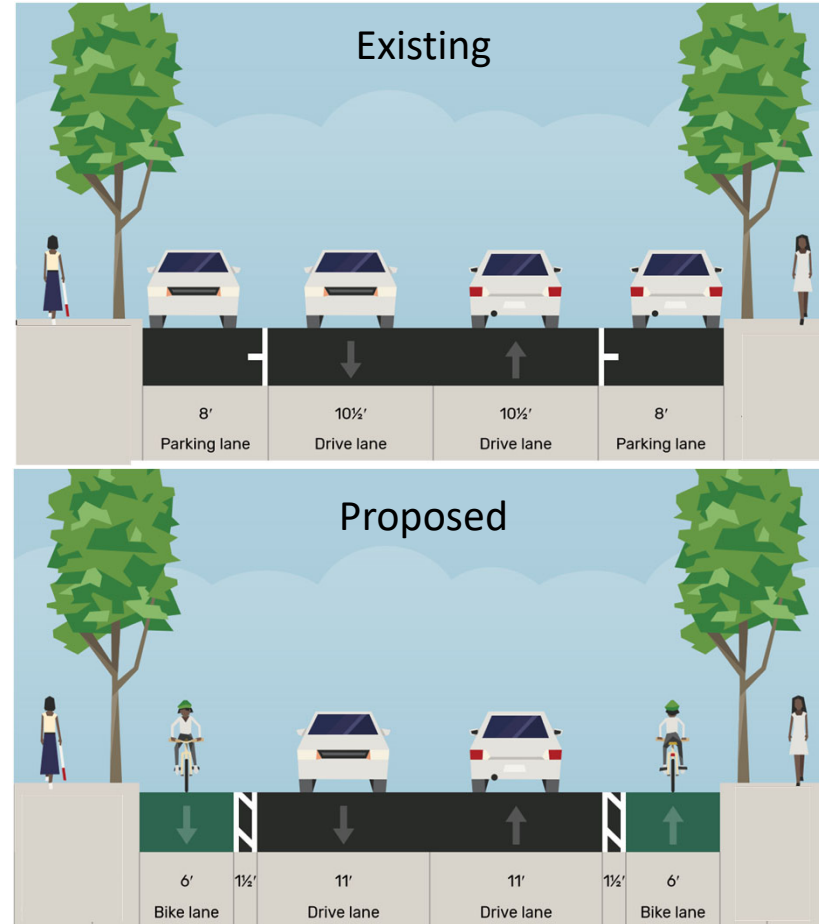 Existing
8′ 10½′ 10½′ 8′
Parking lane Drive lane Drive lane Parking lane
Proposed
6′ 1½′ 11′ 11′ 1½′ 6′
Bike lane Drive lane Drive lane Bike lane